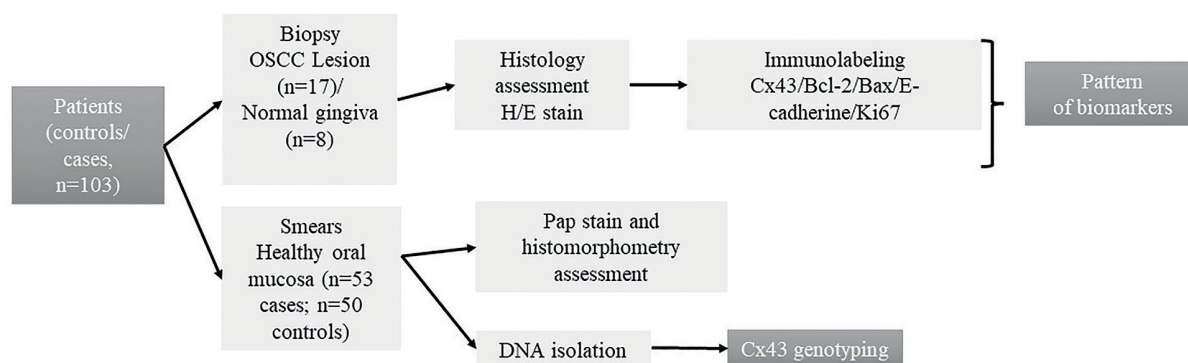 Patients
(controls/
cases,
n=103)
Biopsy
OSCC Lesion
(n=17)/
Normal gingiva
(n=8)
Histology
assessment
H/E stain
Immunolabeling
Cx43/Bcl-2/Bax/E-
cadherine/Ki67
Pattern
of biomarkers
Smears
Healthy oral
mucosa (n=53
cases; n=50
controls)
Pap stain and
histomorphometry
assessment
DNA isolation
Cx43 genotyping